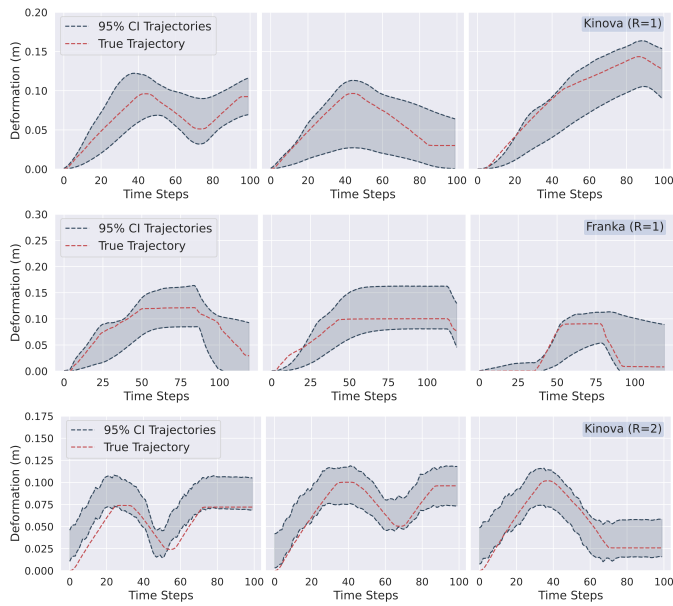 0.20
0.15
0.10
0.05
0.00
Deformation (m)
95% CI Trajectories
True Trajectory
Kinova (R=1)
0 20 40 60 80 100
0 20 40 60 80 100
0 20 40 60 80 100
Time Steps
Time Steps
Time Steps
0.30
0.25
0.20
0.15
0.10
0.05
0.00
Deformation (m)
95% CI Trajectories
True Trajectory
Franka (R=1)
0 25 50 75 100
0 25 50 75 100
0 25 50 75 100
Time Steps
Time Steps
Time Steps
0.175
0.150
0.125
0.100
0.075
0.050
0.025
0.000
Deformation (m)
95% CI Trajectories
True Trajectory
Kinova (R=2)
0 20 40 60 80 100
0 20 40 60 80 100
0 20 40 60 80 100
Time Steps
Time Steps
Time Steps